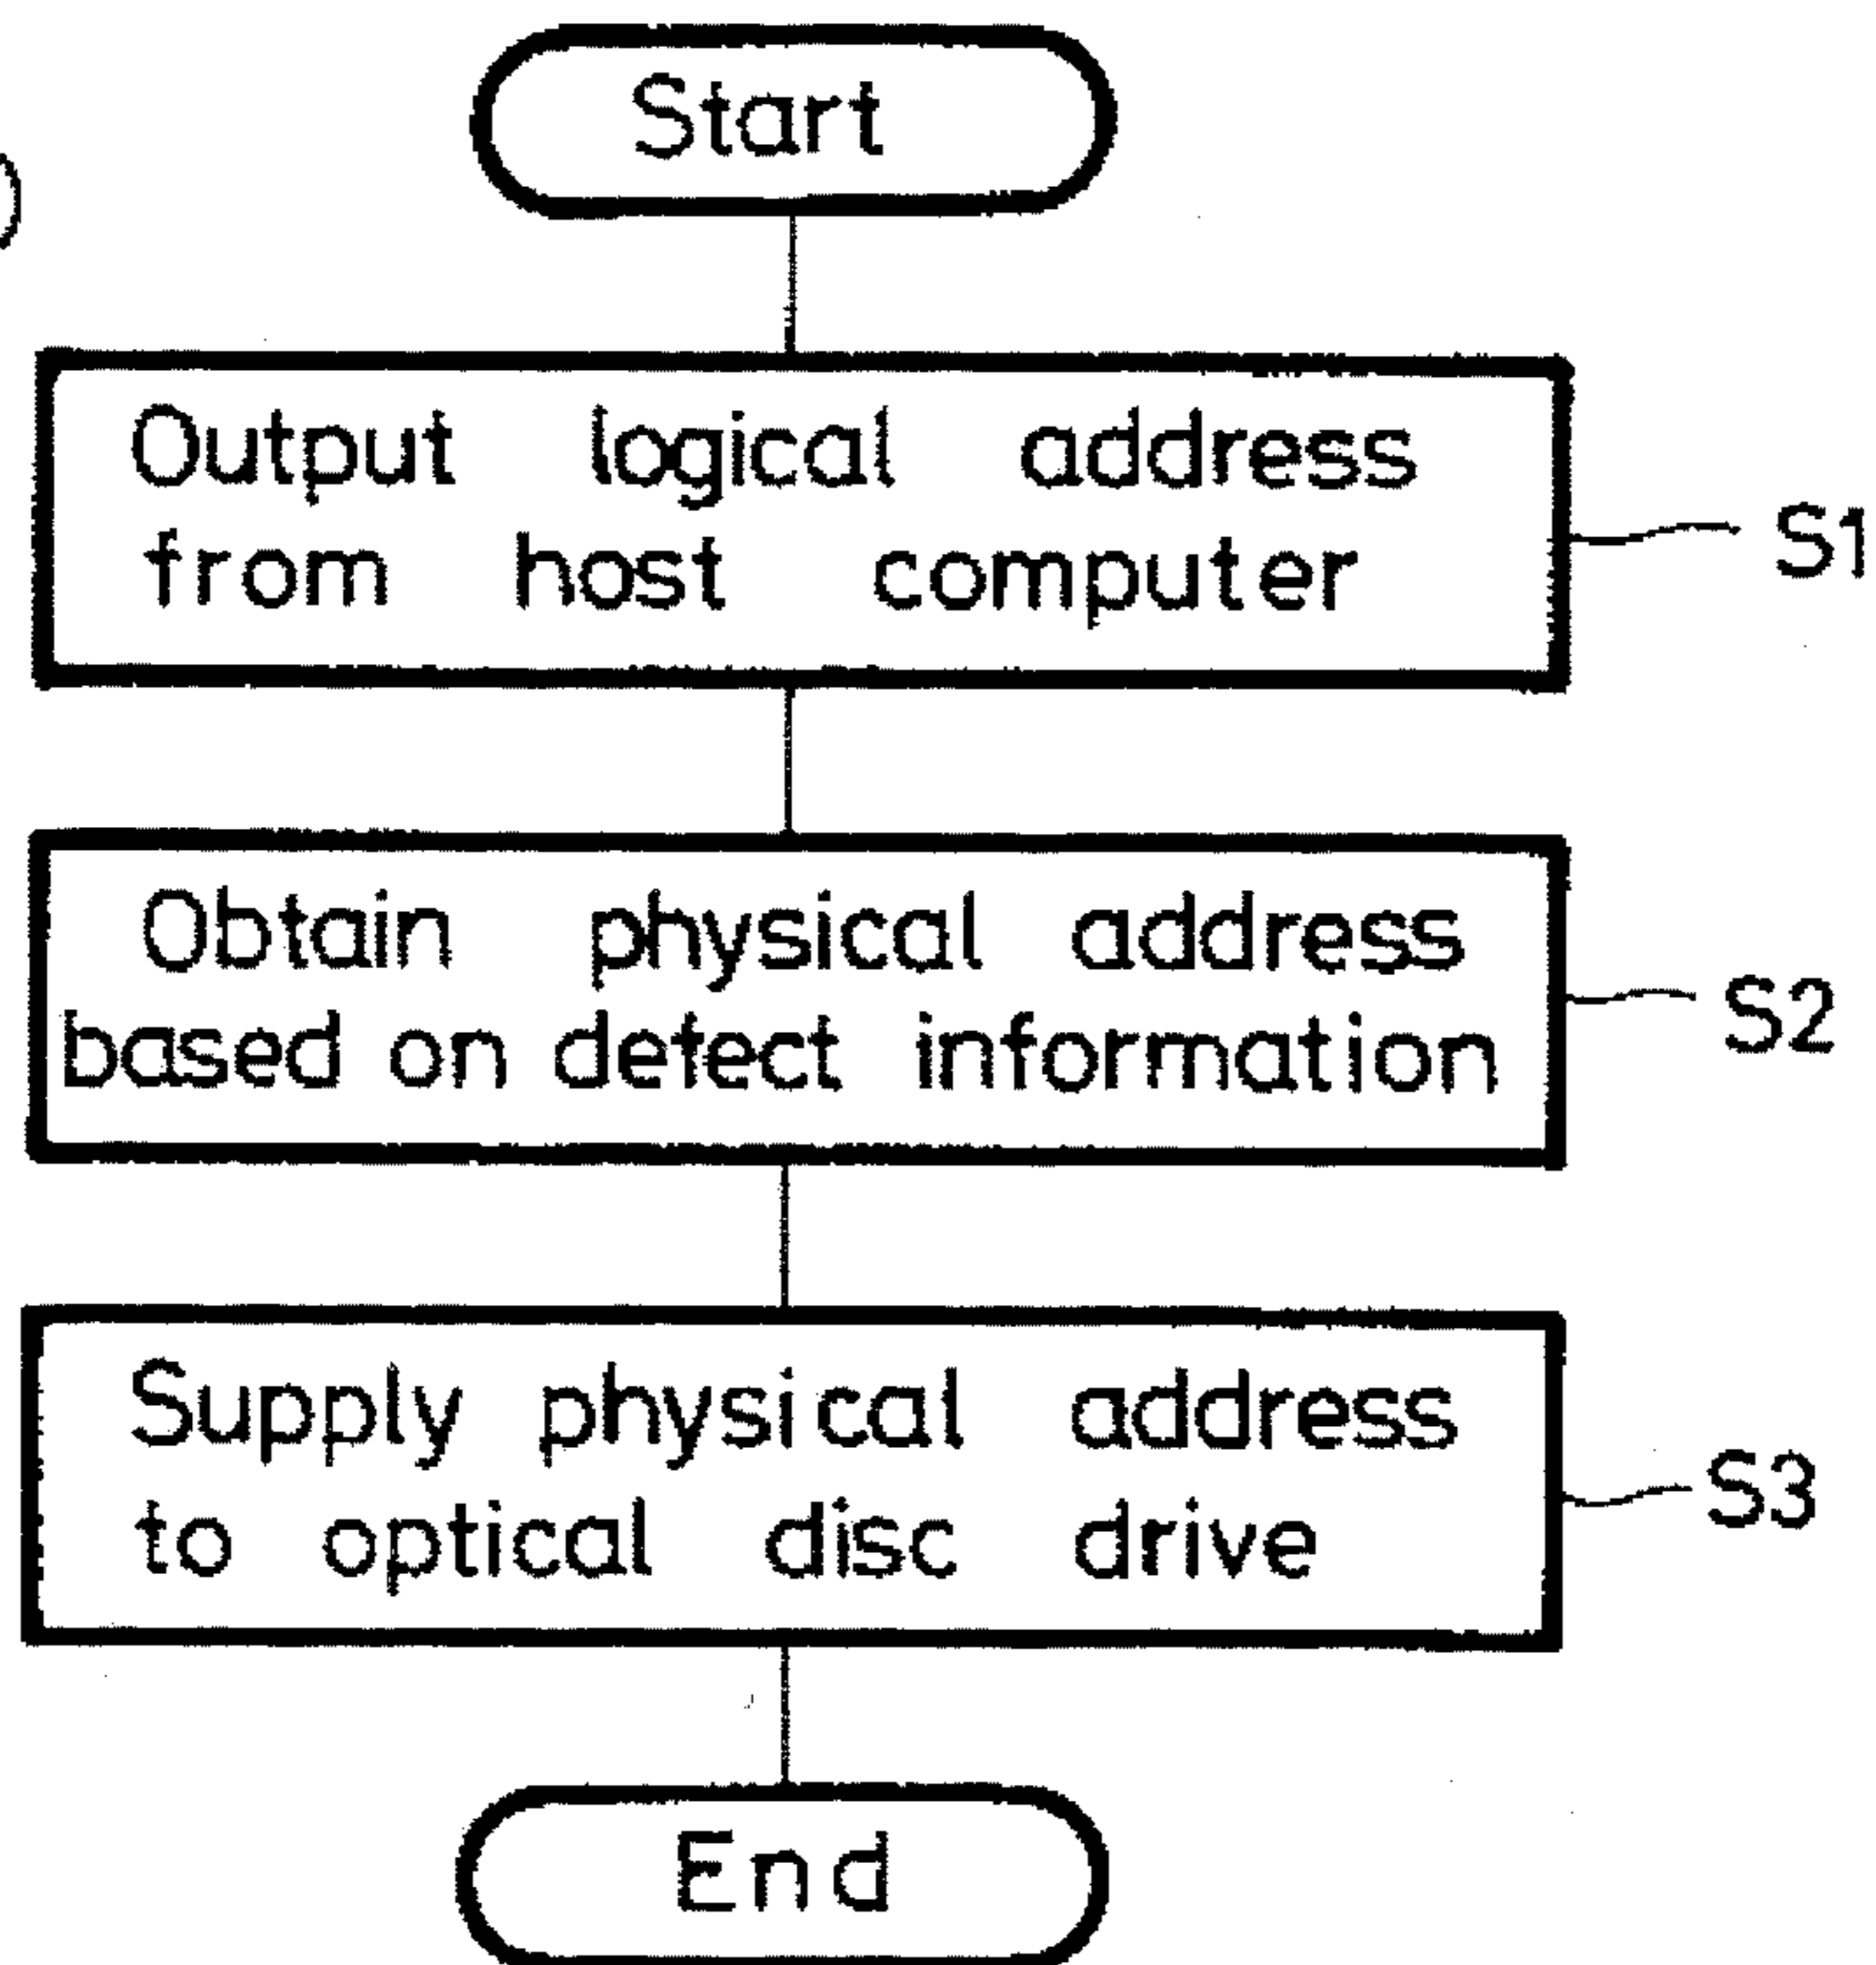 Start
Output logical address
from host computer
S1
Obtain physical address
based on defect information
S2
Supply physical address
to optical disc drive
S3
End